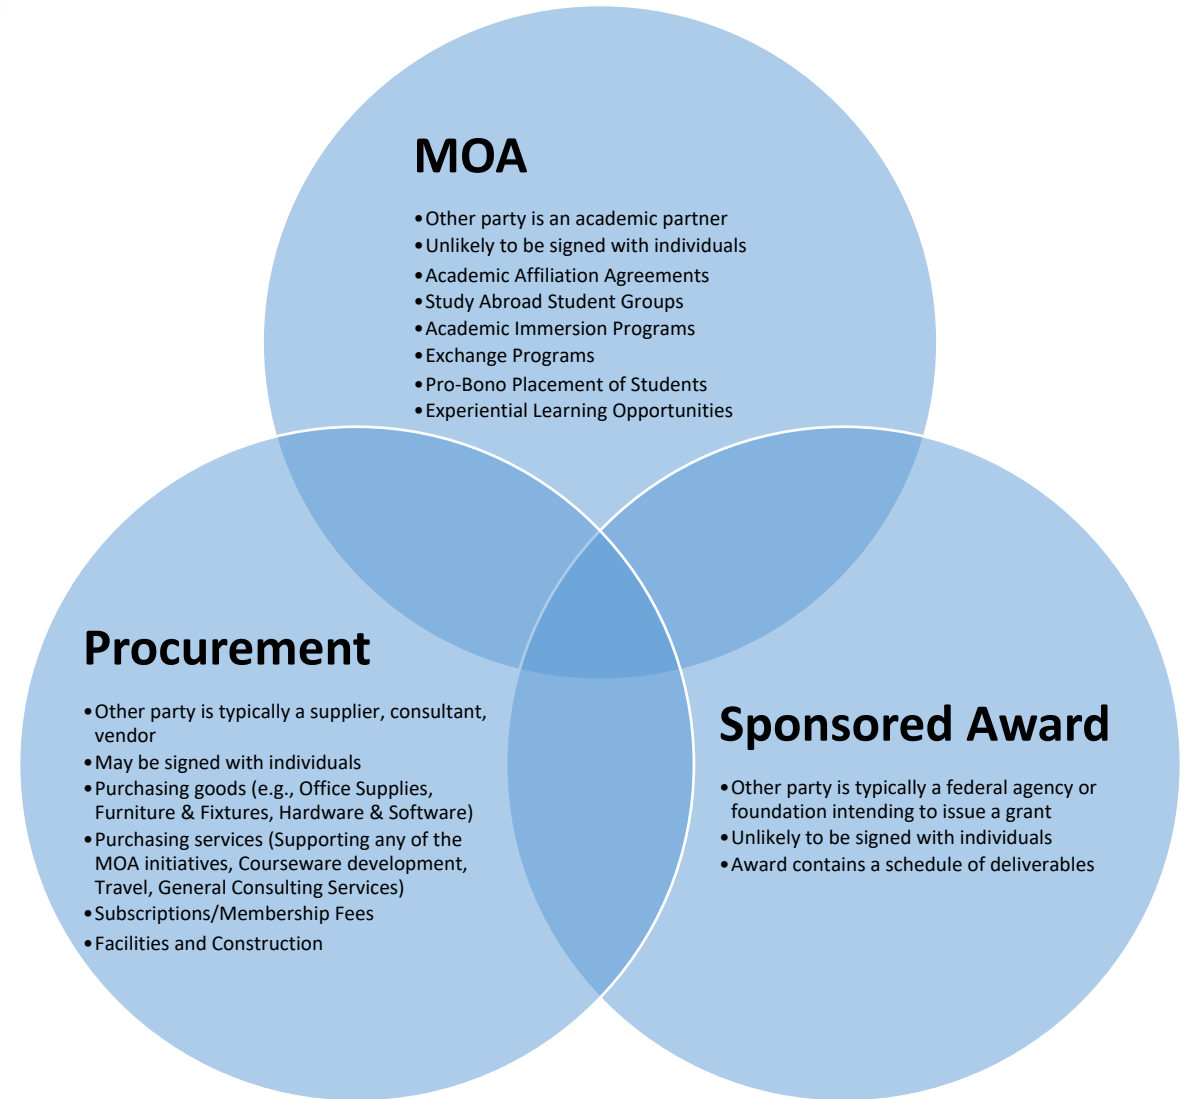 MOA
•Other party is an academic partner
•Unlikely to be signed with individuals
•Academic Affiliation Agreements
•Study Abroad Student Groups
•Academic Immersion Programs
•Exchange Programs
•Pro-Bono Placement of Students
•Experiential Learning Opportunities
Procurement
•Other party is typically a supplier, consultant,
vendor
•May be signed with individuals
•Purchasing goods (e.g., Office Supplies,
Furniture & Fixtures, Hardware & Software)
•Purchasing services (Supporting any of the
MOA initiatives, Courseware development,
Travel, General Consulting Services)
•Subscriptions/Membership Fees
•Facilities and Construction
Sponsored Award
•Other party is typically a federal agency or
foundation intending to issue a grant
•Unlikely to be signed with individuals
•Award contains a schedule of deliverables